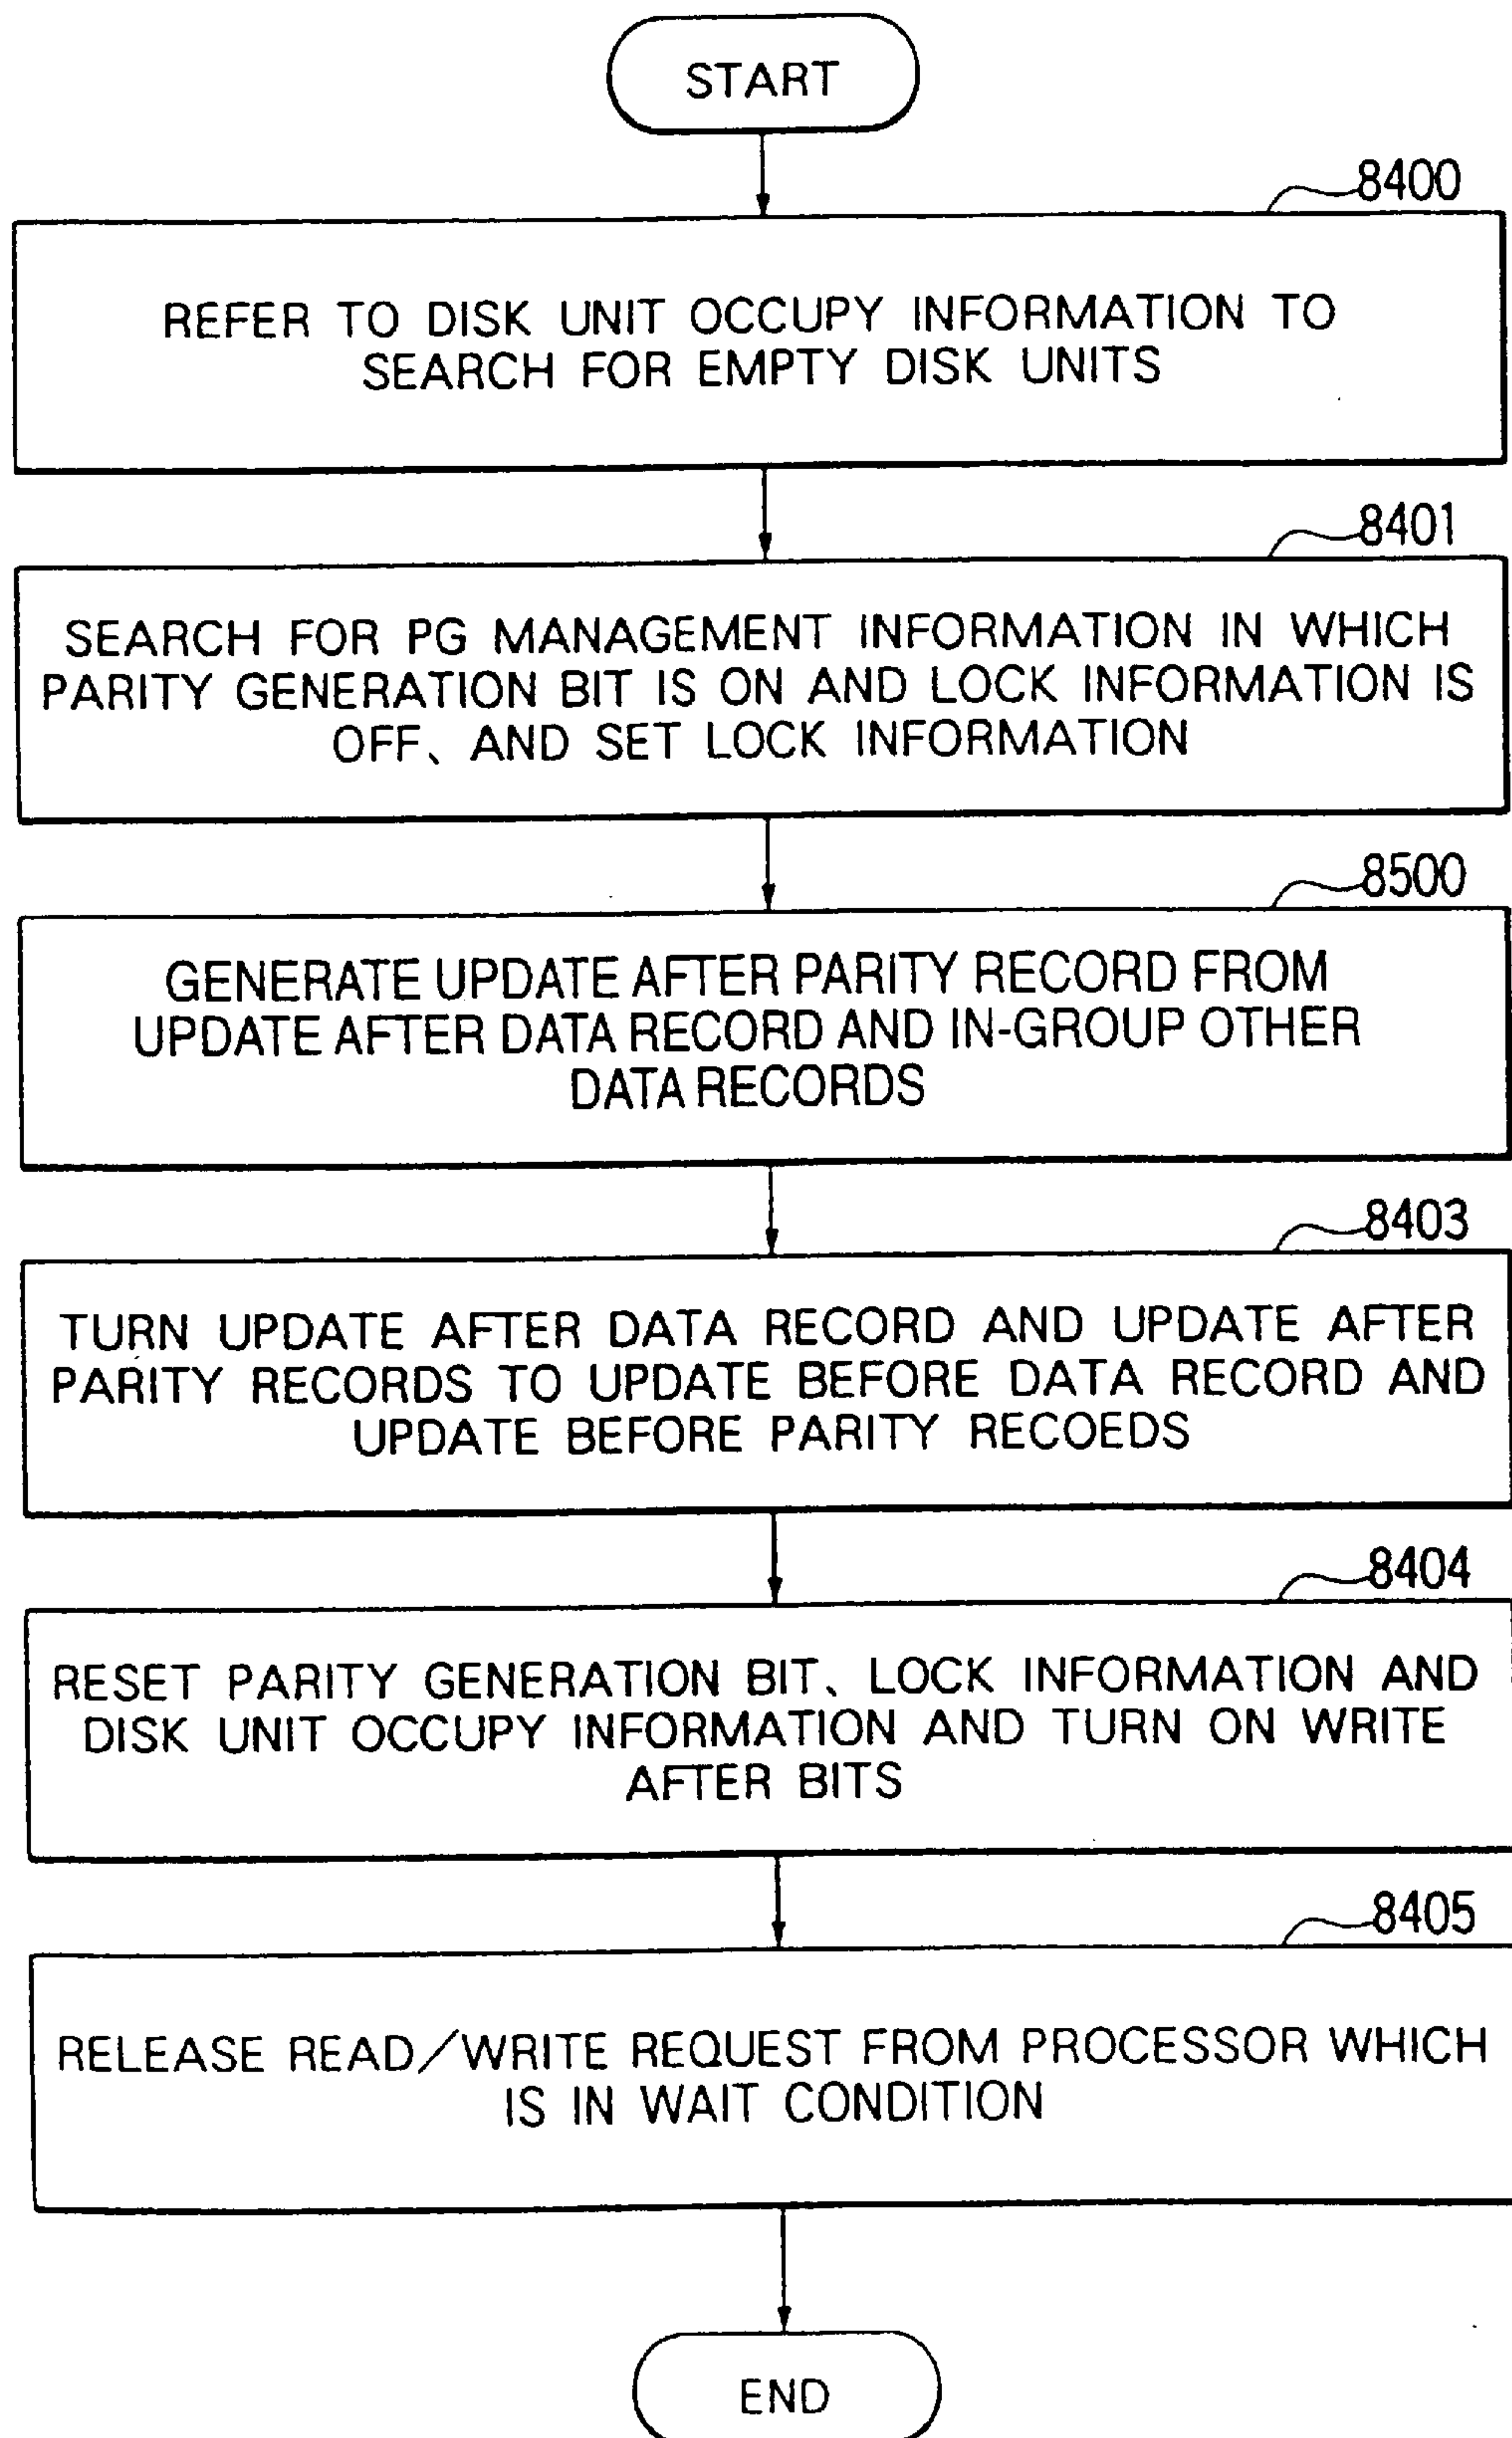 START
8400
REFER TO DISK UNIT OCCUPY INFORMATION TO
SEARCH FOR EMPTY DISK UNITS
8401
SEARCH FOR PG MANAGEMENT INFORMATION IN WHICH
PARITY GENERATION BIT IS ON AND LOCK INFORMATION IS
OFF、AND SET LOCK INFORMATION
8500
GENERATE UPDATE AFTER PARITY RECORD FROM
UPDATE AFTER DATA RECORD AND IN-GROUP OTHER
DATA RECORDS
8403
TURN UPDATE AFTER DATA RECORD AND UPDATE AFTER
PARITY RECORDS TO UPDATE BEFORE DATA RECORD AND
UPDATE BEFORE PARITY RECOEDS
8404
RESET PARITY GENERATION BIT、LOCK INFORMATION AND
DISK UNIT OCCUPY INFORMATION AND TURN ON WRITE
AFTER BITS
8405
RELEASE READ/WRITE REQUEST FROM PROCESSOR WHICH
IS IN WAIT CONDITION
END